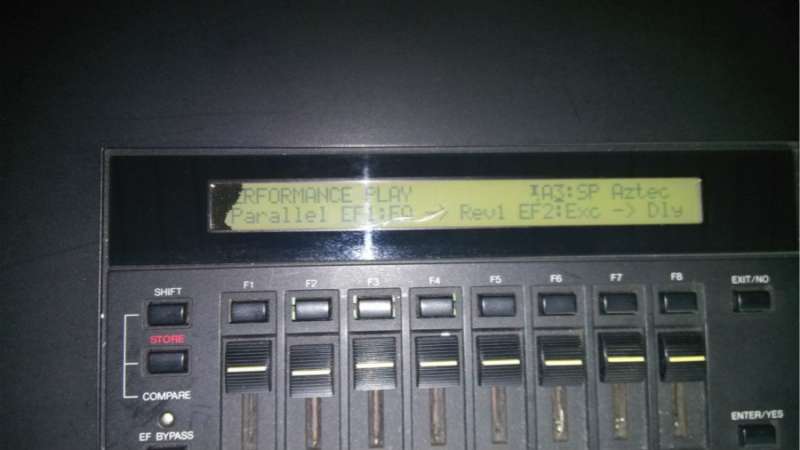 ERFORMANCE PLAY *A3:SP Aztec
Parallel EF1:EQ -> Rev1 EF2:Exc -> Dly
SHIFT F1 F2 F3 F4 F5 F6 F7 F8 EXIT/NO
STORE
COMPARE
EF BYPASS
ENTER/YES